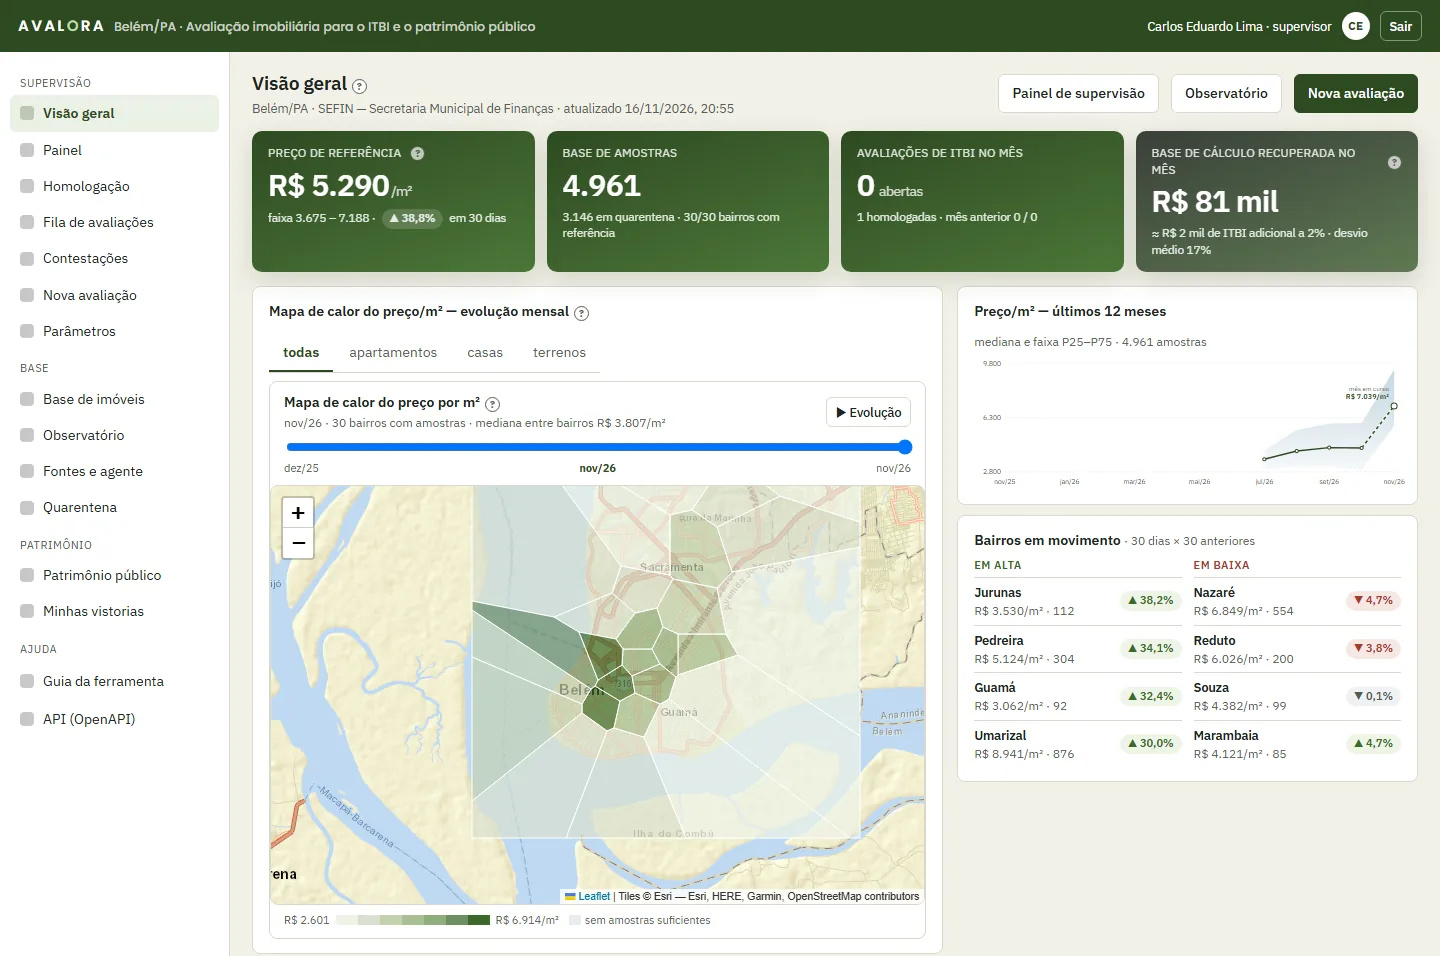 AVALORA Belém/PA · Avaliação imobiliária para o ITBI e o patrimônio público
Carlos Eduardo Lima · supervisor CE Sair
SUPERVISÃO
Visão geral
Painel
Homologação
Fila de avaliações
Contestações
Nova avaliação
Parâmetros
BASE
Base de imóveis
Observatório
Fontes e agente
Quarentena
PATRIMÔNIO
Patrimônio público
Minhas vistorias
AJUDA
Guia da ferramenta
API (OpenAPI)
Visão geral ?
Belém/PA · SEFIN — Secretaria Municipal de Finanças · atualizado 16/11/2026, 20:55
Painel de supervisão
Observatório
Nova avaliação
PREÇO DE REFERÊNCIA ?
R$ 5.290/m²
faixa 3.675 – 7.188 · ▲ 38,8% em 30 dias
BASE DE AMOSTRAS
4.961
3.146 em quarentena · 30/30 bairros com
referência
AVALIAÇÕES DE ITBI NO MÊS
0 abertas
1 homologadas · mês anterior 0 / 0
BASE DE CÁLCULO RECUPERADA NO
MÊS ?
R$ 81 mil
≈ R$ 2 mil de ITBI adicional a 2% · desvio
médio 17%
Mapa de calor do preço/m² — evolução mensal ?
todas apartamentos casas terrenos
Mapa de calor do preço por m² ?
nov/26 · 30 bairros com amostras · mediana entre bairros R$ 3.807/m²
▶ Evolução
dez/25 nov/26 nov/26
+
−
Sacramenta
Belém
316
Guamá
Ananinde
Belém
ijó
Macapá-Barcarena
Ilha do Combú
rena
Leaflet | Tiles © Esri — Esri, HERE, Garmin, OpenStreetMap contributors
R$ 2.601 R$ 6.914/m² sem amostras suficientes
Preço/m² — últimos 12 meses
mediana e faixa P25–P75 · 4.961 amostras
9.800
mês em curso
R$ 7.039/m²
6.300
2.800
nov/25 jan/26 mar/26 mai/26 jul/26 set/26 nov/26
Bairros em movimento · 30 dias × 30 anteriores
EM ALTA
Jurunas
R$ 3.530/m² · 112 ▲ 38,2%
Pedreira
R$ 5.124/m² · 304 ▲ 34,1%
Guamá
R$ 3.062/m² · 92 ▲ 32,4%
Umarizal
R$ 8.941/m² · 876 ▲ 30,0%
EM BAIXA
Nazaré
R$ 6.849/m² · 554 ▼ 4,7%
Reduto
R$ 6.026/m² · 200 ▼ 3,8%
Souza
R$ 4.382/m² · 99 ▼ 0,1%
Marambaia
R$ 4.121/m² · 85 ▲ 4,7%